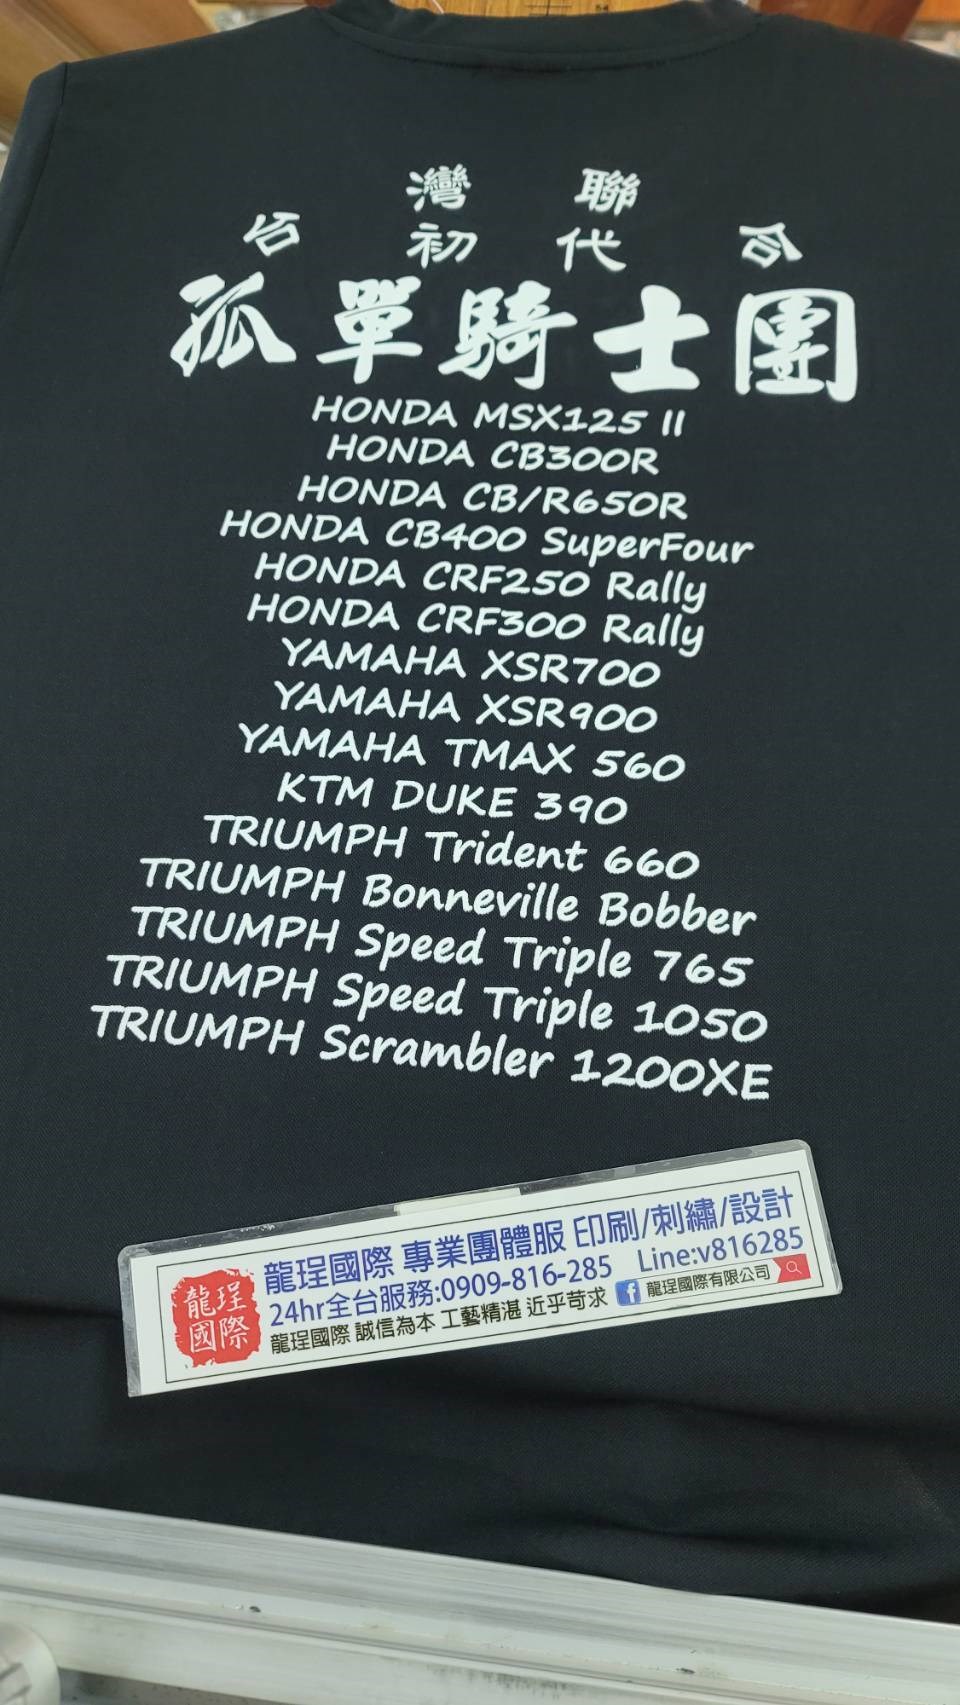 台灣聯合
初代
孤單騎士團
HONDA MSX125 II
HONDA CB300R
HONDA CB/R650R
HONDA CB400 SuperFour
HONDA CRF250 Rally
HONDA CRF300 Rally
YAMAHA XSR700
YAMAHA XSR900
YAMAHA TMAX 560
KTM DUKE 390
TRIUMPH Trident 660
TRIUMPH Bonneville Bobber
TRIUMPH Speed Triple 765
TRIUMPH Speed Triple 1050
TRIUMPH Scrambler 1200XE
龍珵
國際
龍珵國際 專業團體服 印刷/刺繡/設計
24hr全台服務:0909-816-285 Line:v816285
龍珵國際 誠信為本 工藝精湛 近乎苛求 f 龍珵國際有限公司